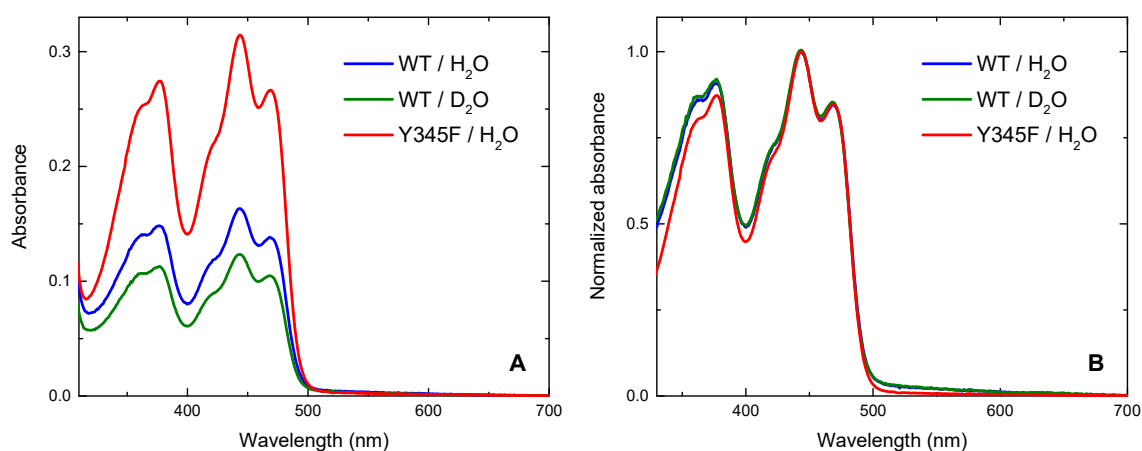 WT / H₂O
WT / D₂O
Y345F / H₂O
Absorbance
0.3
0.2
0.1
0.0
400
500
600
700
Wavelength (nm)
A
WT / H₂O
WT / D₂O
Y345F / H₂O
Normalized absorbance
1.0
0.5
0.0
400
500
600
700
Wavelength (nm)
B